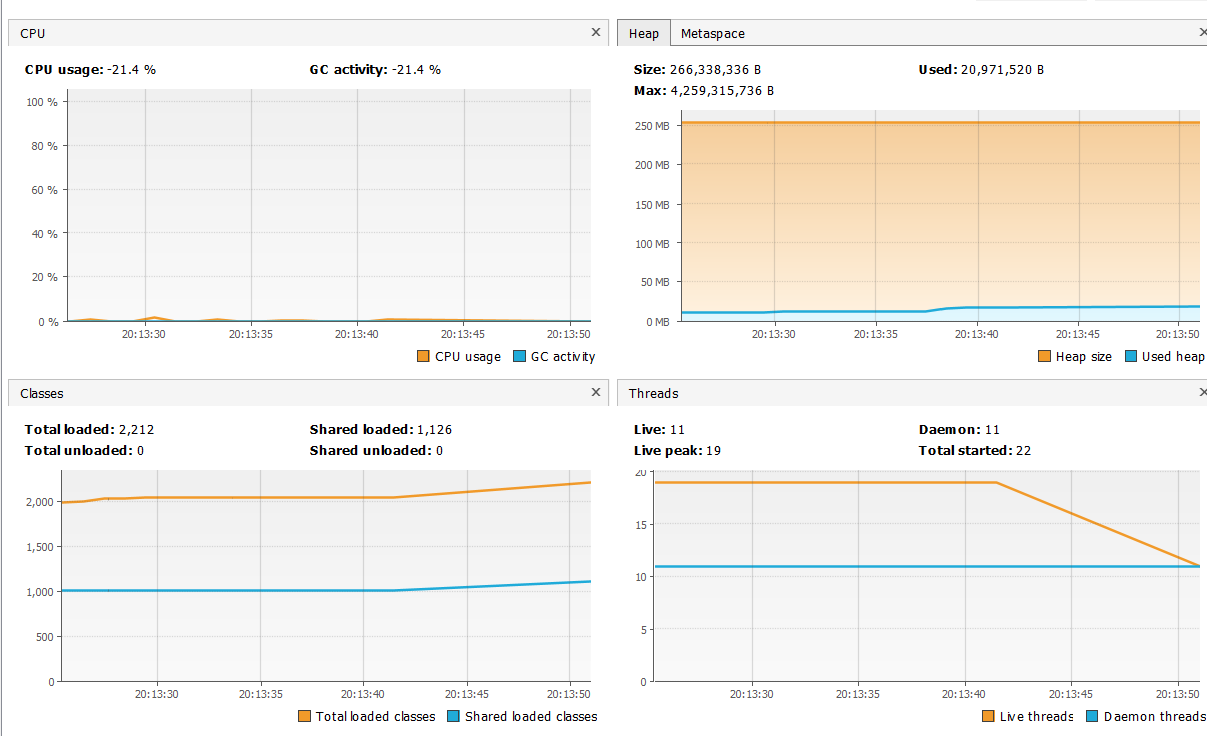 CPU
CPU usage: -21.4 %
GC activity: -21.4 %
100 %
80 %
60 %
40 %
20 %
0 %
20:13:30
20:13:35
20:13:40
20:13:45
20:13:50
CPU usage
GC activity
Heap
Metaspace
Size: 266,338,336 B
Used: 20,971,520 B
Max: 4,259,315,736 B
250 MB
200 MB
150 MB
100 MB
50 MB
0 MB
20:13:30
20:13:35
20:13:40
20:13:45
20:13:50
Heap size
Used heap
Classes
Total loaded: 2,212
Shared loaded: 1,126
Total unloaded: 0
Shared unloaded: 0
2,000
1,500
1,000
500
0
20:13:30
20:13:35
20:13:40
20:13:45
20:13:50
Total loaded classes
Shared loaded classes
Threads
Live: 11
Daemon: 11
Live peak: 19
Total started: 22
20
15
10
5
0
20:13:30
20:13:35
20:13:40
20:13:45
20:13:50
Live threads
Daemon threads